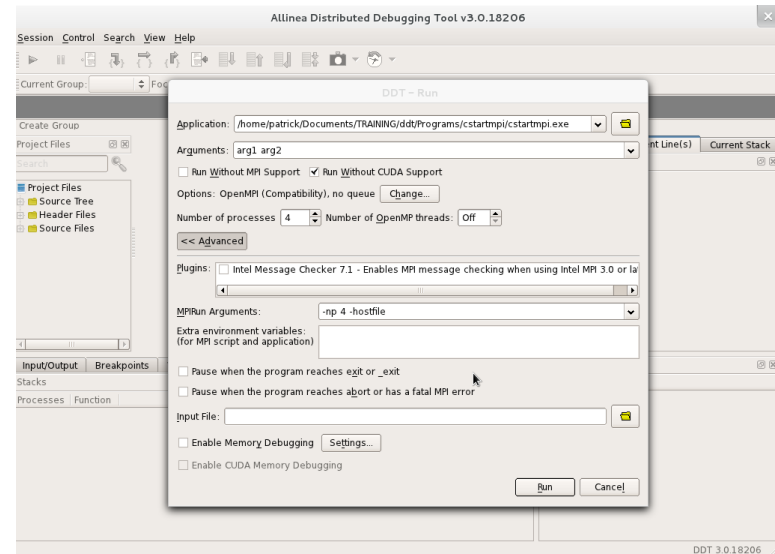 Allinea Distributed Debugging Tool v3.0.18206
Session Control Search View Help
Current Group: Foc
DDT – Run
Create Group
Project Files
Search
Project Files
Source Tree
Header Files
Source Files
Application: /home/patrick/Documents/TRAINING/ddt/Programs/cstartmpi/cstartmpi.exe
Arguments: arg1 arg2
Run Without MPI Support Run Without CUDA Support
Options: OpenMPI (Compatibility), no queue Change...
Number of processes 4 Number of OpenMP threads: Off
<< Advanced
Plugins: Intel Message Checker 7.1 - Enables MPI message checking when using Intel MPI 3.0 or la
MPIRun Arguments: -np 4 -hostfile
Extra environment variables:
(for MPI script and application)
Pause when the program reaches exit or _exit
Pause when the program reaches abort or has a fatal MPI error
Input File:
Enable Memory Debugging Settings...
Enable CUDA Memory Debugging
Run Cancel
nt Line(s) Current Stack
Input/Output Breakpoints
Stacks
Processes Function
DDT 3.0.18206